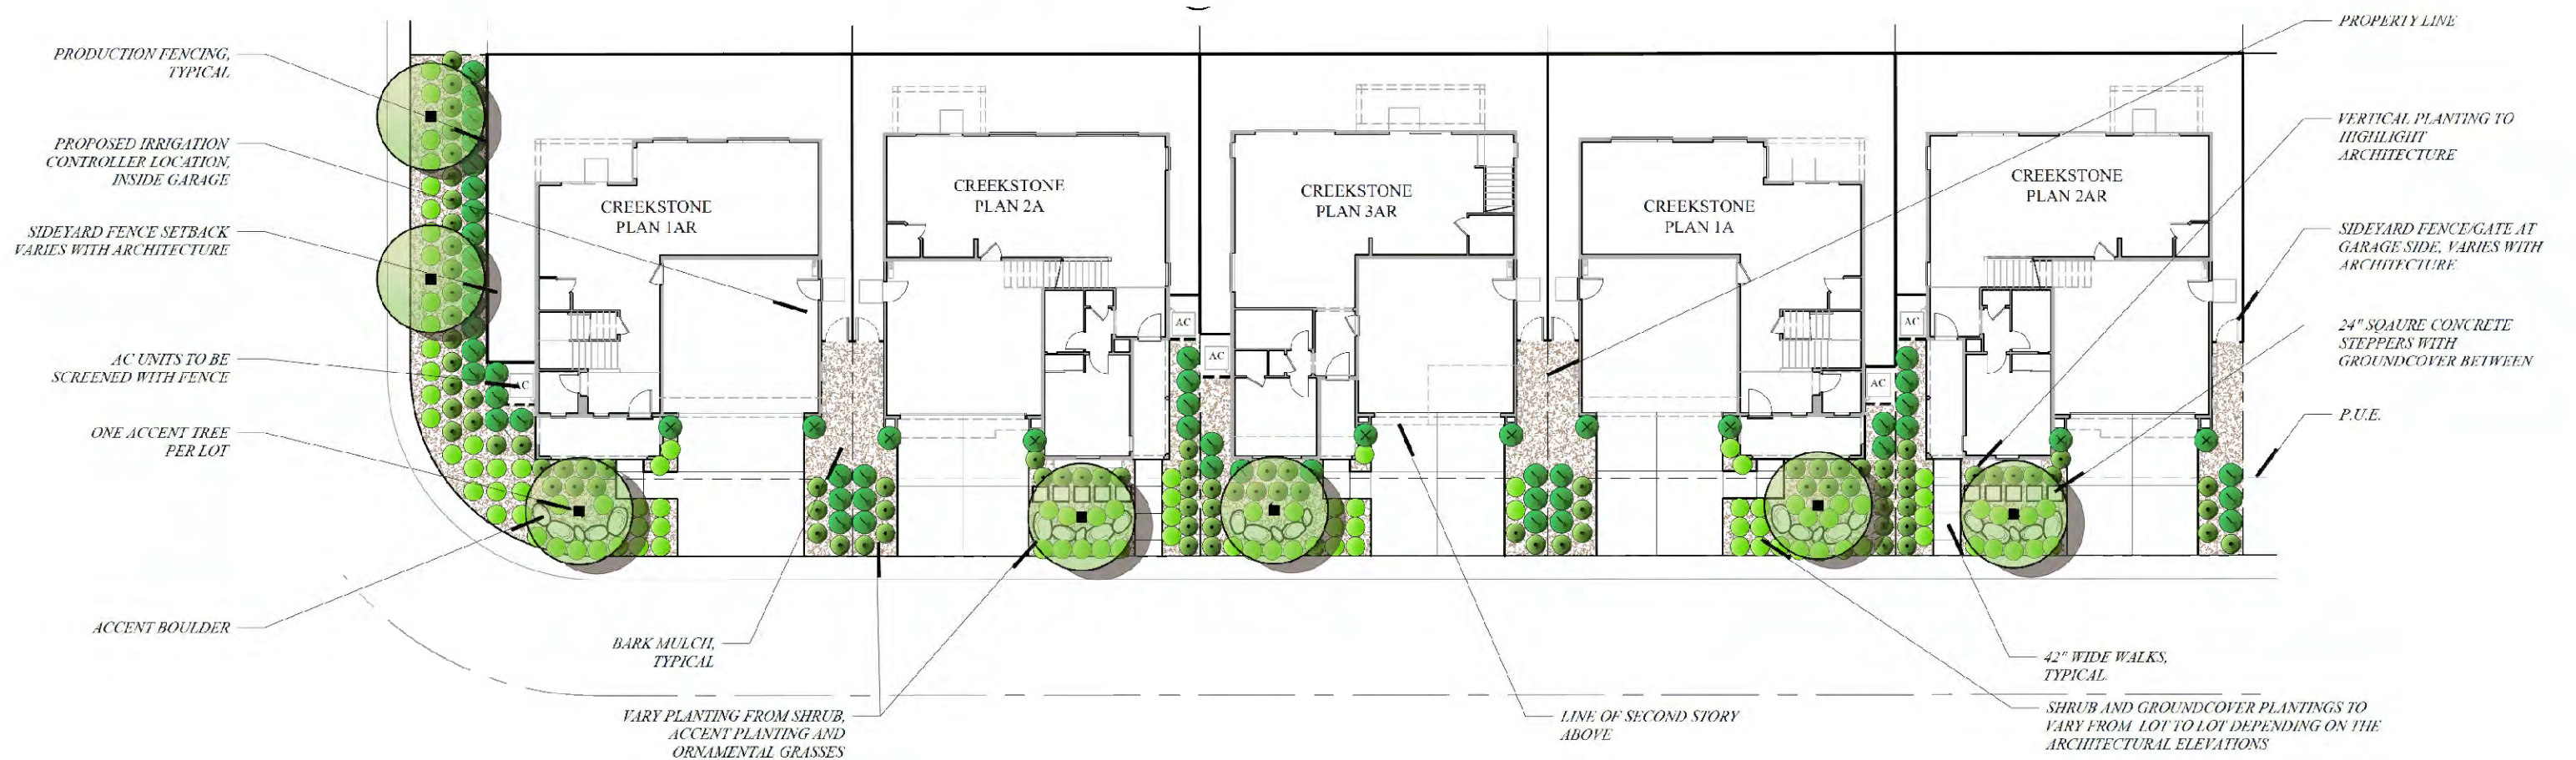 PRODUCTION FENCING,
TYPICAL
PROPOSED IRRIGATION
CONTROLLER LOCATION,
INSIDE GARAGE
SIDEYARD FENCE SETBACK
VARIES WITH ARCHITECTURE
AC UNITS TO BE
SCREENED WITH FENCE
ONE ACCENT TREE
PER LOT
ACCENT BOULDER
CREEKSTONE
PLAN 1AR
CREEKSTONE
PLAN 2A
CREEKSTONE
PLAN 3AR
CREEKSTONE
PLAN 1A
CREEKSTONE
PLAN 2AR
AC
AC
AC
AC
AC
BARK MULCH,
TYPICAL
VARY PLANTING FROM SHRUB,
ACCENT PLANTING AND
ORNAMENTAL GRASSES
LINE OF SECOND STORY
ABOVE
PROPERTY LINE
VERTICAL PLANTING TO
HIGHLIGHT
ARCHITECTURE
SIDEYARD FENCE/GATE AT
GARAGE SIDE, VARIES WITH
ARCHITECTURE
24" SQAURE CONCRETE
STEPPERS WITH
GROUNDCOVER BETWEEN
P.U.E.
42" WIDE WALKS,
TYPICAL
SHRUB AND GROUNDCOVER PLANTINGS TO
VARY FROM LOT TO LOT DEPENDING ON THE
ARCHITECTURAL ELEVATIONS